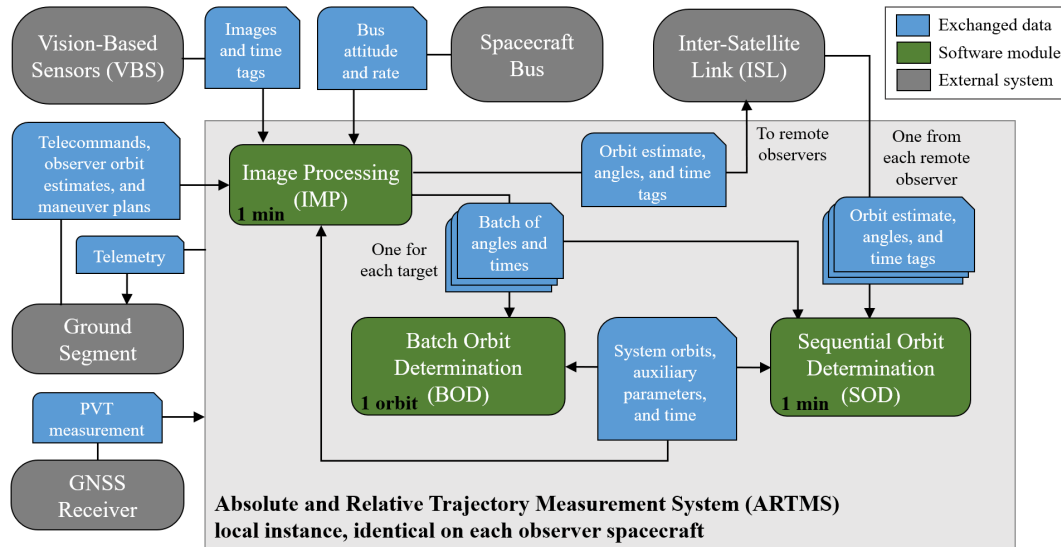 Vision-Based
Sensors (VBS)
Images
and time
tags
Bus
attitude
and rate
Spacecraft
Bus
Inter-Satellite
Link (ISL)
Exchanged data
Software module
External system
Telecommands,
observer orbit
estimates, and
maneuver plans
Image Processing
(IMP)
1 min
Orbit estimate,
angles, and time
tags
To remote
observers
One from
each remote
observer
Telemetry
One for
each target
Batch of
angles and
times
Orbit estimate,
angles, and
time tags
Ground
Segment
Batch Orbit
Determination
(BOD)
1 orbit
System orbits,
auxiliary
parameters,
and time
Sequential Orbit
Determination
(SOD)
1 min
PVT
measurement
GNSS
Receiver
Absolute and Relative Trajectory Measurement System (ARTMS)
local instance, identical on each observer spacecraft